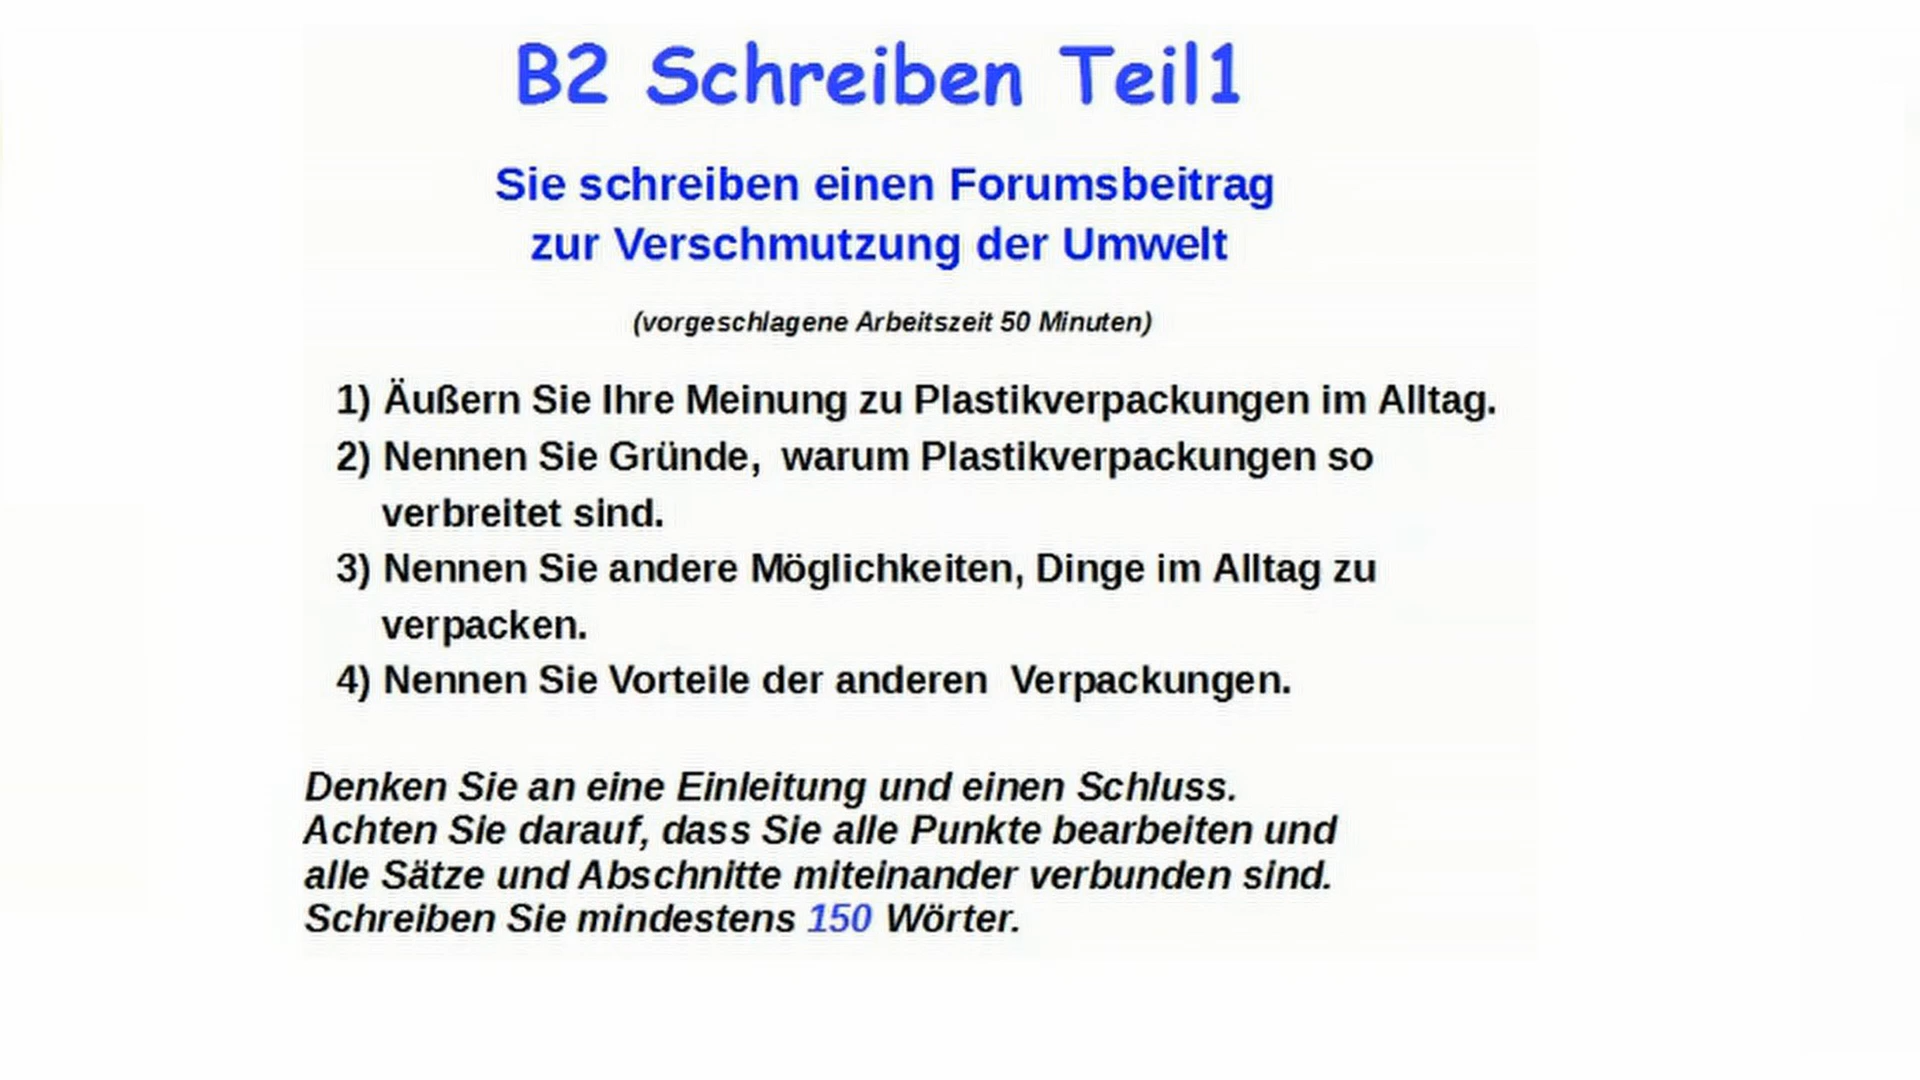 B2 Schreiben Teil1
Sie schreiben einen Forumsbeitrag
zur Verschmutzung der Umwelt
(vorgeschlagene Arbeitszeit 50 Minuten)
1) Äußern Sie Ihre Meinung zu Plastikverpackungen im Alltag.
2) Nennen Sie Gründe, warum Plastikverpackungen so
verbreitet sind.
3) Nennen Sie andere Möglichkeiten, Dinge im Alltag zu
verpacken.
4) Nennen Sie Vorteile der anderen Verpackungen.
Denken Sie an eine Einleitung und einen Schluss.
Achten Sie darauf, dass Sie alle Punkte bearbeiten und
alle Sätze und Abschnitte miteinander verbunden sind.
Schreiben Sie mindestens 150 Wörter.